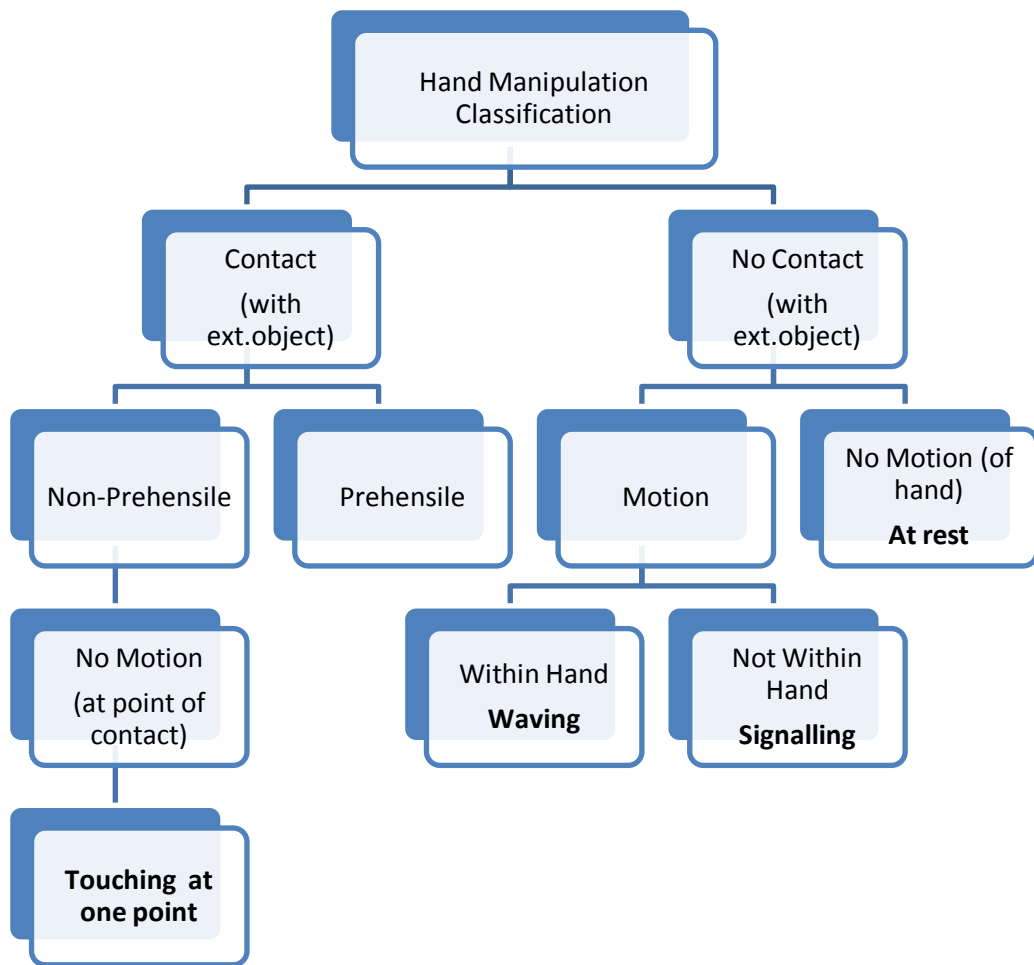 Hand Manipulation
Classification
Contact
(with
ext.object)
No Contact
(with
ext.object)
Non-Prehensile
Prehensile
Motion
No Motion (of
hand)
At rest
No Motion
(at point of
contact)
Within Hand
Waving
Not Within
Hand
Signalling
Touching at
one point